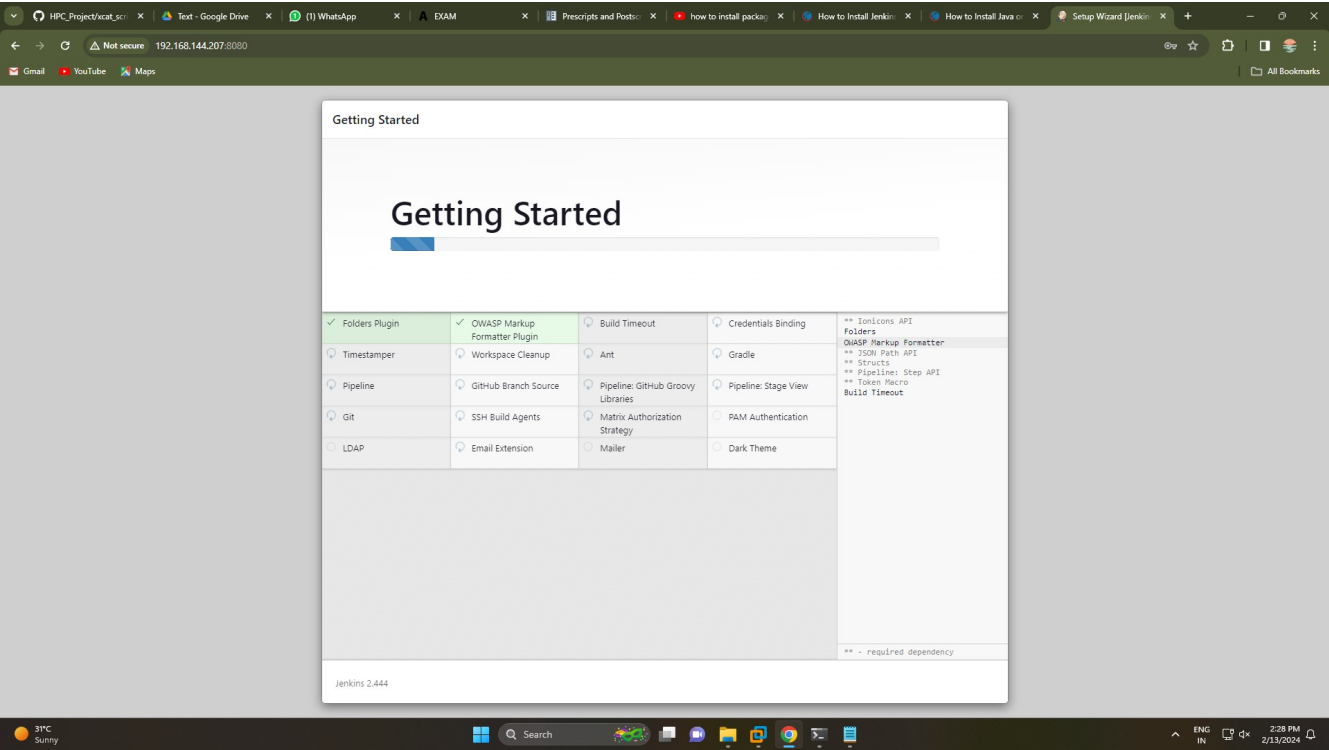 HPC_Project/xcat_scri
Text - Google Drive
(1) WhatsApp
EXAM
Prescripts and Postsc
how to install packag
How to Install Jenkin
How to Install Java o
Setup Wizard [Jenkin
Not secure
192.168.144.207:8080
Gmail
YouTube
Maps
All Bookmarks
Getting Started
Getting Started
Folders Plugin
OWASP Markup
Formatter Plugin
Build Timeout
Credentials Binding
Timestamper
Workspace Cleanup
Ant
Gradle
Pipeline
GitHub Branch Source
Pipeline: GitHub Groovy
Libraries
Pipeline: Stage View
Git
SSH Build Agents
Matrix Authorization
Strategy
PAM Authentication
LDAP
Email Extension
Mailer
Dark Theme
** Ionicons API
Folders
OWASP Markup Formatter
** JSON Path API
** Structs
** Pipeline: Step API
** Token Macro
Build Timeout
** - required dependency
Jenkins 2.444
31°C
Sunny
Search
ENG
IN
2:28 PM
2/13/2024